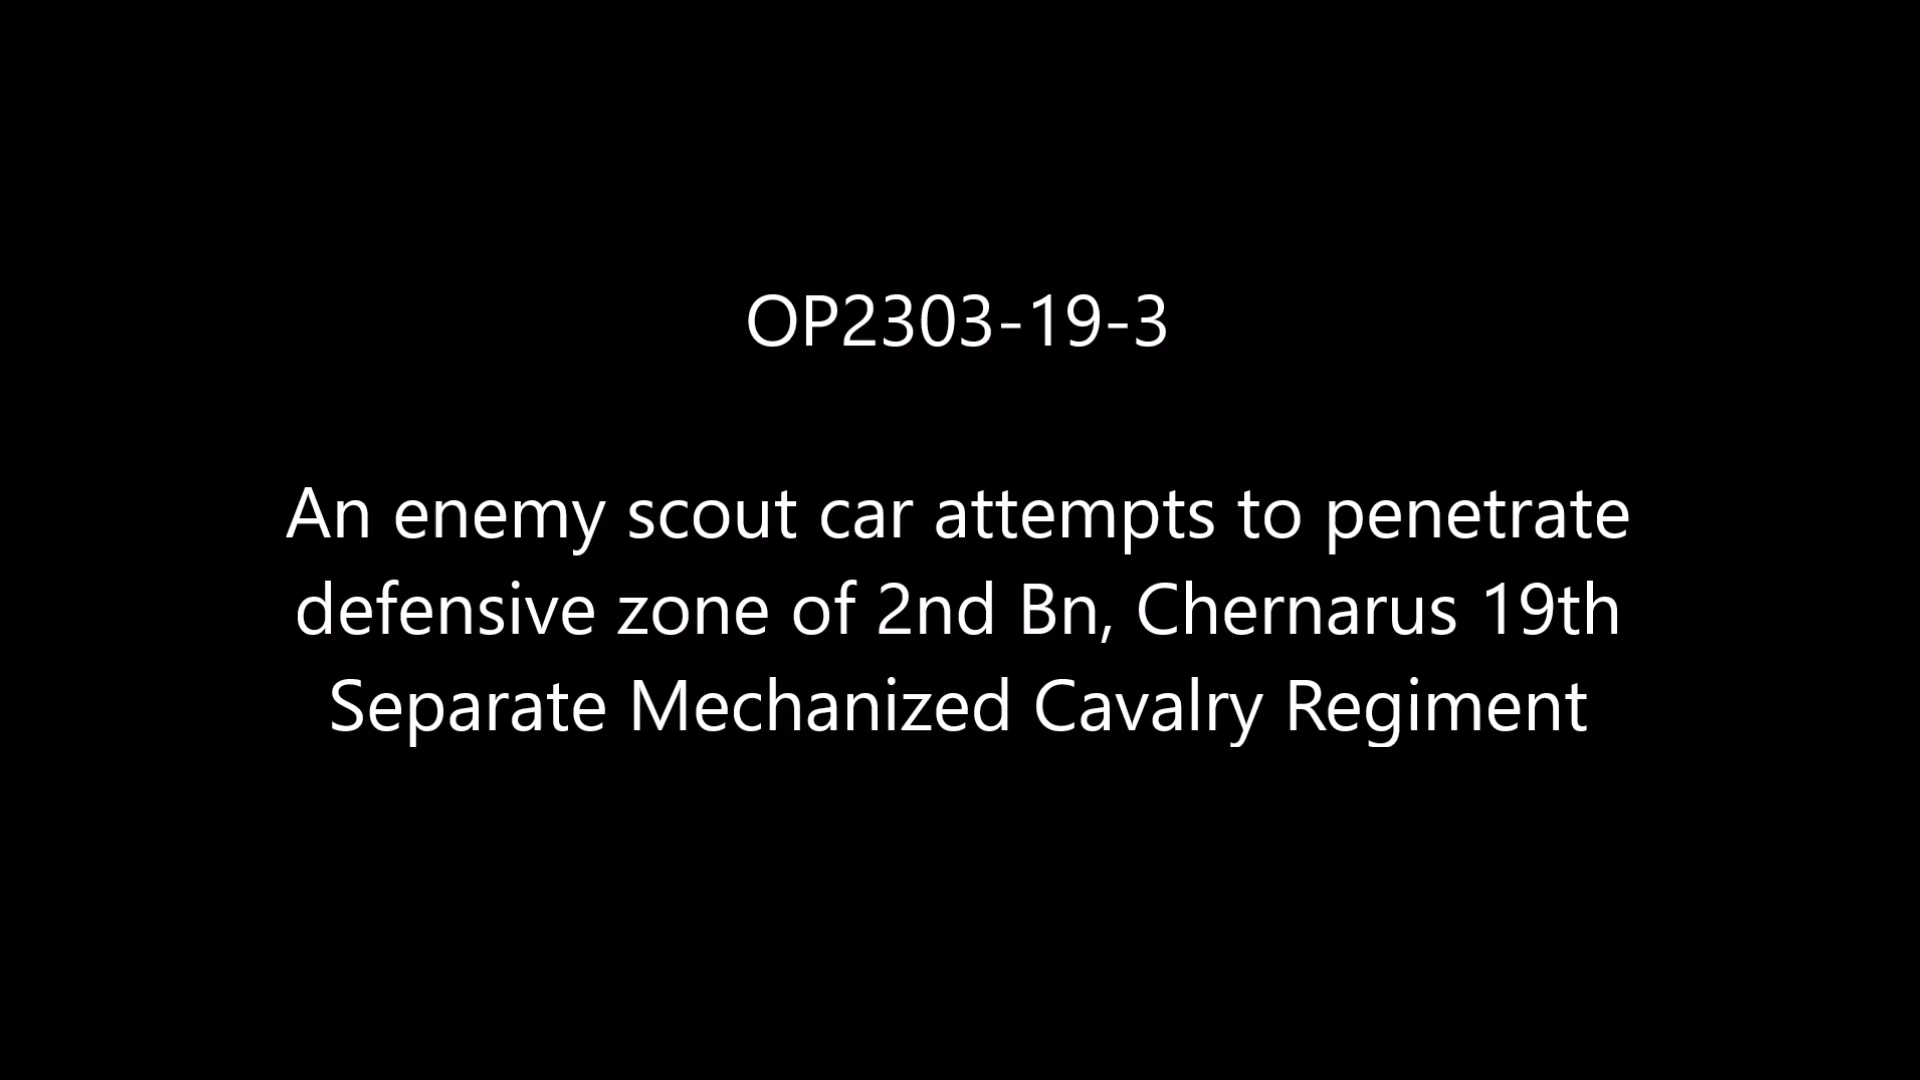 OP2303-19-3
An enemy scout car attempts to penetrate
defensive zone of 2nd Bn, Chernarus 19th
Separate Mechanized Cavalry Regiment